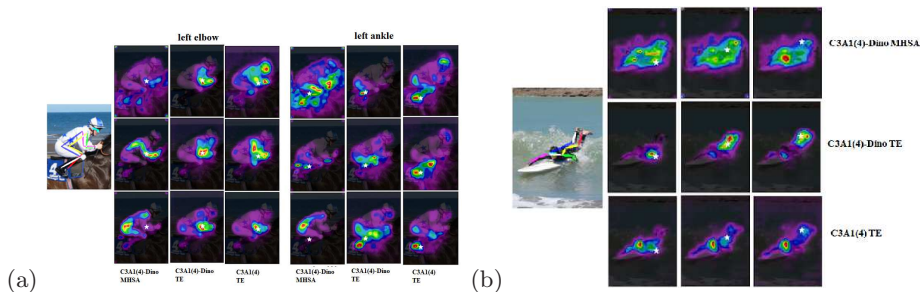 left elbow
left ankle
C3A1(4)-Dino
MHSA
C3A1(4)-Dino
TE
C3A1(4)
TE
C3A1(4)-Dino
MHSA
C3A1(4)-Dino
TE
C3A1(4)
TE
(a)
C3A1(4)-Dino MHSA
C3A1(4)-Dino TE
C3A1(4) TE
(b)